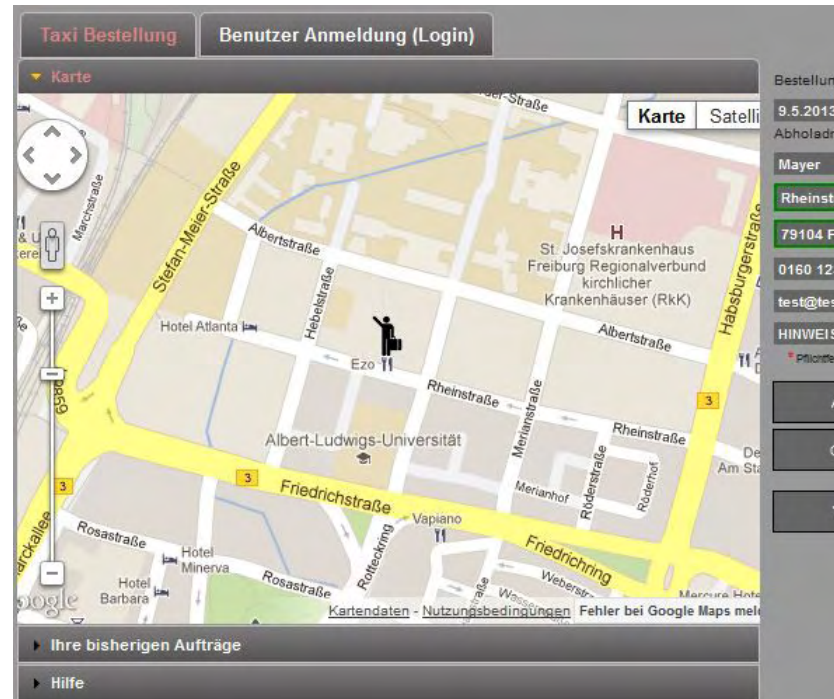 Taxi Bestellung
Benutzer Anmeldung (Login)
Karte
Karte
Satelli
Marchstraße
Stefan-Meier-Straße
Albertstraße
Hebelstraße
St. Josefskrankenhaus
Freiburg Regionalverbund
kirchlicher
Krankenhäuser (RkK)
Habsburgerstraße
Albertstraße
Hotel Atlanta
Ezo
Rheinstraße
Merianstraße
Rheinstraße
3
Albert-Ludwigs-Universität
Röderstraße
Röderhof
Merianhof
Am Sta
3
3
Friedrichstraße
Vapiano
Friedrichring
Rosastraße
Hotel
Minerva
Rotteckring
Rosastraße
Hotel
Barbara
Kartendaten - Nutzungsbedingungen
Fehler bei Google Maps mel
Ihre bisherigen Aufträge
Hilfe
Bestellun
9.5.2013
Abholadr
Mayer
Rheinst
79104 F
0160 12
test@tes
HINWEIS